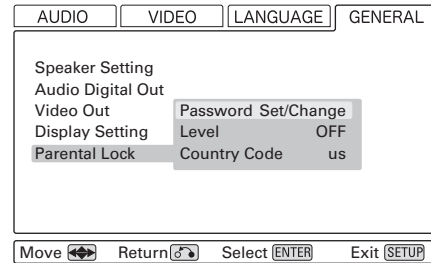 AUDIO VIDEO LANGUAGE GENERAL
Speaker Setting
Audio Digital Out
Video Out
Display Setting
Parental Lock
Password Set/Change
Level OFF
Country Code us
Move Return Select ENTER Exit SETUP